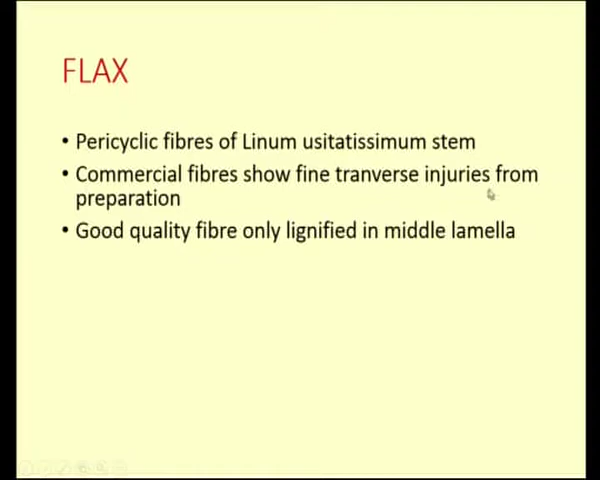 FLAX
• Pericyclic fibres of Linum usitatissimum stem
• Commercial fibres show fine tranverse injuries from
preparation
• Good quality fibre only lignified in middle lamella